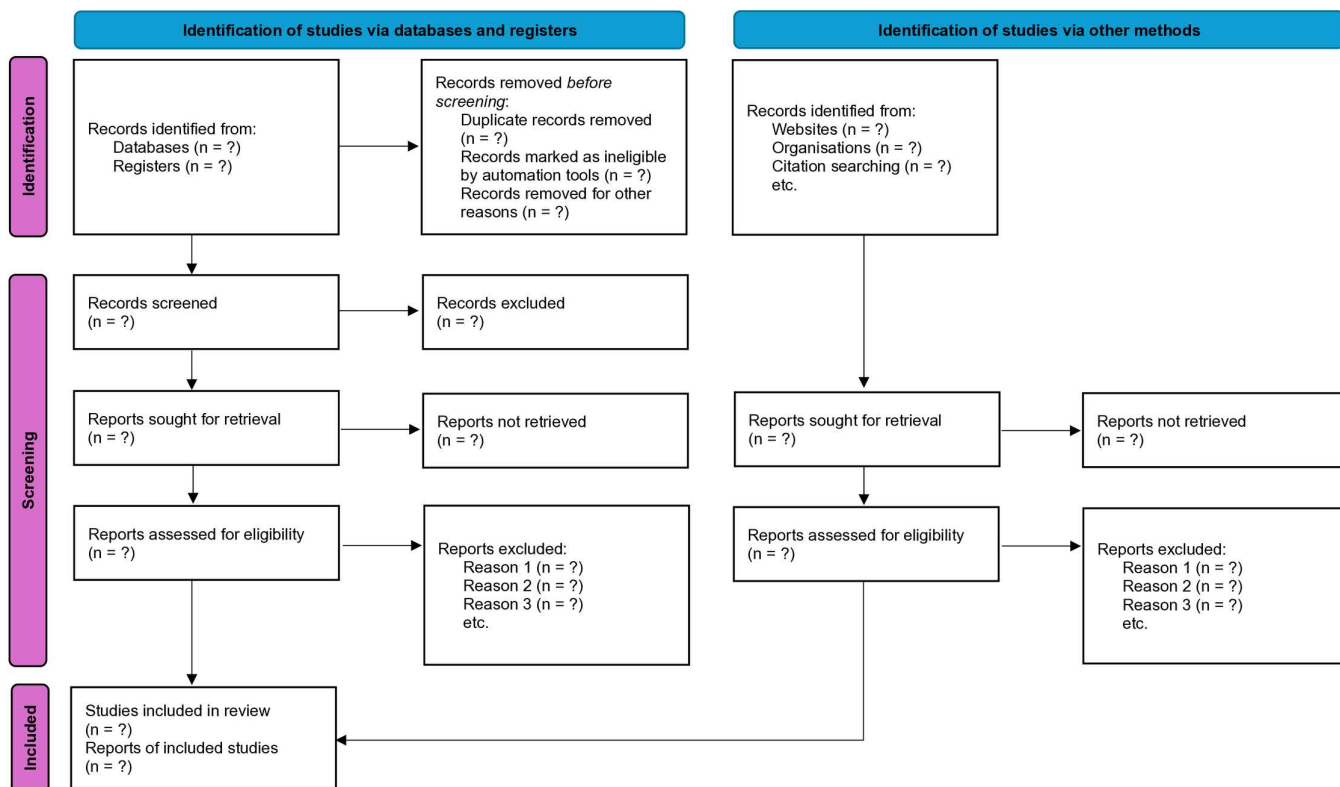 Identification of studies via databases and registers
Identification of studies via other methods
Identification
Records identified from:
Databases (n = ?)
Registers (n = ?)
Records removed before
screening:
Duplicate records removed
(n = ?)
Records marked as ineligible
by automation tools (n = ?)
Records removed for other
reasons (n = ?)
Records identified from:
Websites (n = ?)
Organisations (n = ?)
Citation searching (n = ?)
etc.
Screening
Records screened
(n = ?)
Records excluded
(n = ?)
Reports sought for retrieval
(n = ?)
Reports not retrieved
(n = ?)
Reports sought for retrieval
(n = ?)
Reports not retrieved
(n = ?)
Reports assessed for eligibility
(n = ?)
Reports excluded:
Reason 1 (n = ?)
Reason 2 (n = ?)
Reason 3 (n = ?)
etc.
Reports assessed for eligibility
(n = ?)
Reports excluded:
Reason 1 (n = ?)
Reason 2 (n = ?)
Reason 3 (n = ?)
etc.
Included
Studies included in review
(n = ?)
Reports of included studies
(n = ?)